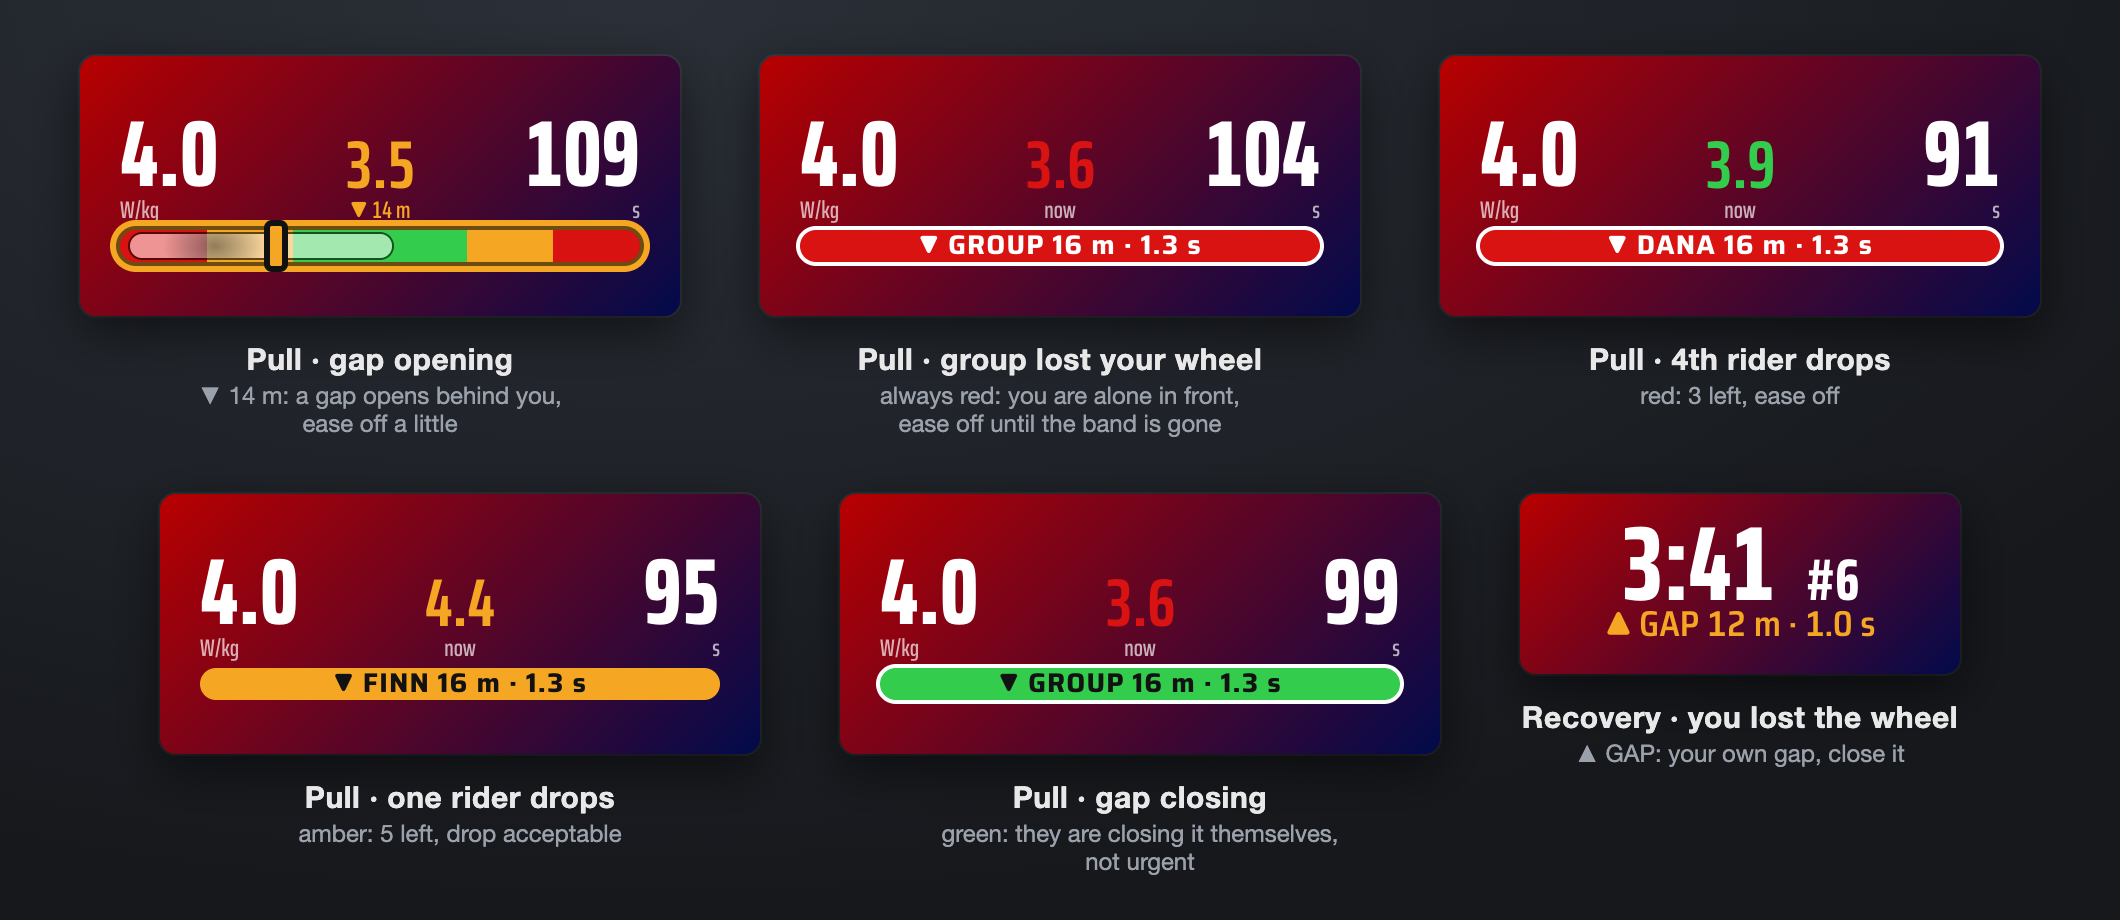 4.0 3.5 109
W/kg ▼ 14 m s
4.0 3.6 104
W/kg now s
▼ GROUP 16 m · 1.3 s
4.0 3.9 91
W/kg now s
▼ DANA 16 m · 1.3 s
Pull · gap opening
▼ 14 m: a gap opens behind you,
ease off a little
Pull · group lost your wheel
always red: you are alone in front,
ease off until the band is gone
Pull · 4th rider drops
red: 3 left, ease off
4.0 4.4 95
W/kg now s
▼ FINN 16 m · 1.3 s
4.0 3.6 99
W/kg now s
▼ GROUP 16 m · 1.3 s
3:41 #6
▲ GAP 12 m · 1.0 s
Pull · one rider drops
amber: 5 left, drop acceptable
Pull · gap closing
green: they are closing it themselves,
not urgent
Recovery · you lost the wheel
▲ GAP: your own gap, close it